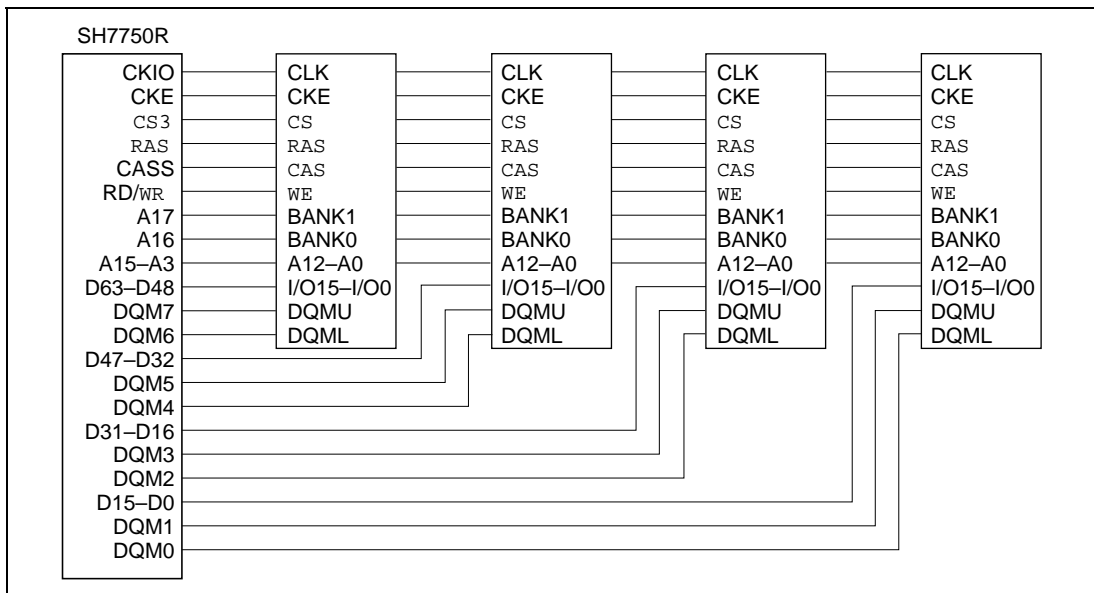 SH7750R
CKIO CLK CLK CLK CLK
CKE CKE CKE CKE CKE
CS3 CS CS CS CS
RAS RAS RAS RAS RAS
CASS CAS CAS CAS CAS
RD/WR WE WE WE WE
A17 BANK1 BANK1 BANK1 BANK1
A16 BANK0 BANK0 BANK0 BANK0
A15–A3 A12–A0 A12–A0 A12–A0 A12–A0
D63–D48 I/O15–I/O0 I/O15–I/O0 I/O15–I/O0 I/O15–I/O0
DQM7 DQMU DQMU DQMU DQMU
DQM6 DQML DQML DQML DQML
D47–D32
DQM5
DQM4
D31–D16
DQM3
DQM2
D15–D0
DQM1
DQM0